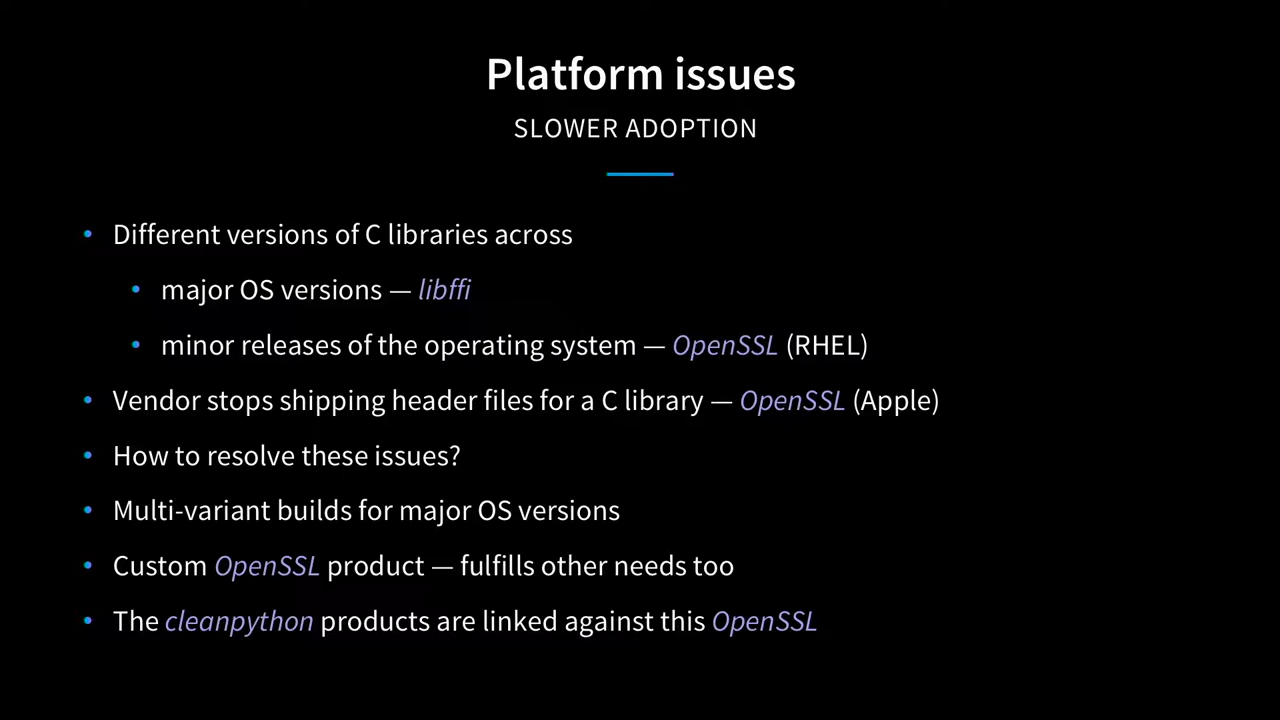 Platform issues
SLOWER ADOPTION
• Different versions of C libraries across
• major OS versions — libffi
• minor releases of the operating system — OpenSSL (RHEL)
• Vendor stops shipping header files for a C library — OpenSSL (Apple)
• How to resolve these issues?
• Multi-variant builds for major OS versions
• Custom OpenSSL product — fulfills other needs too
• The cleanpython products are linked against this OpenSSL